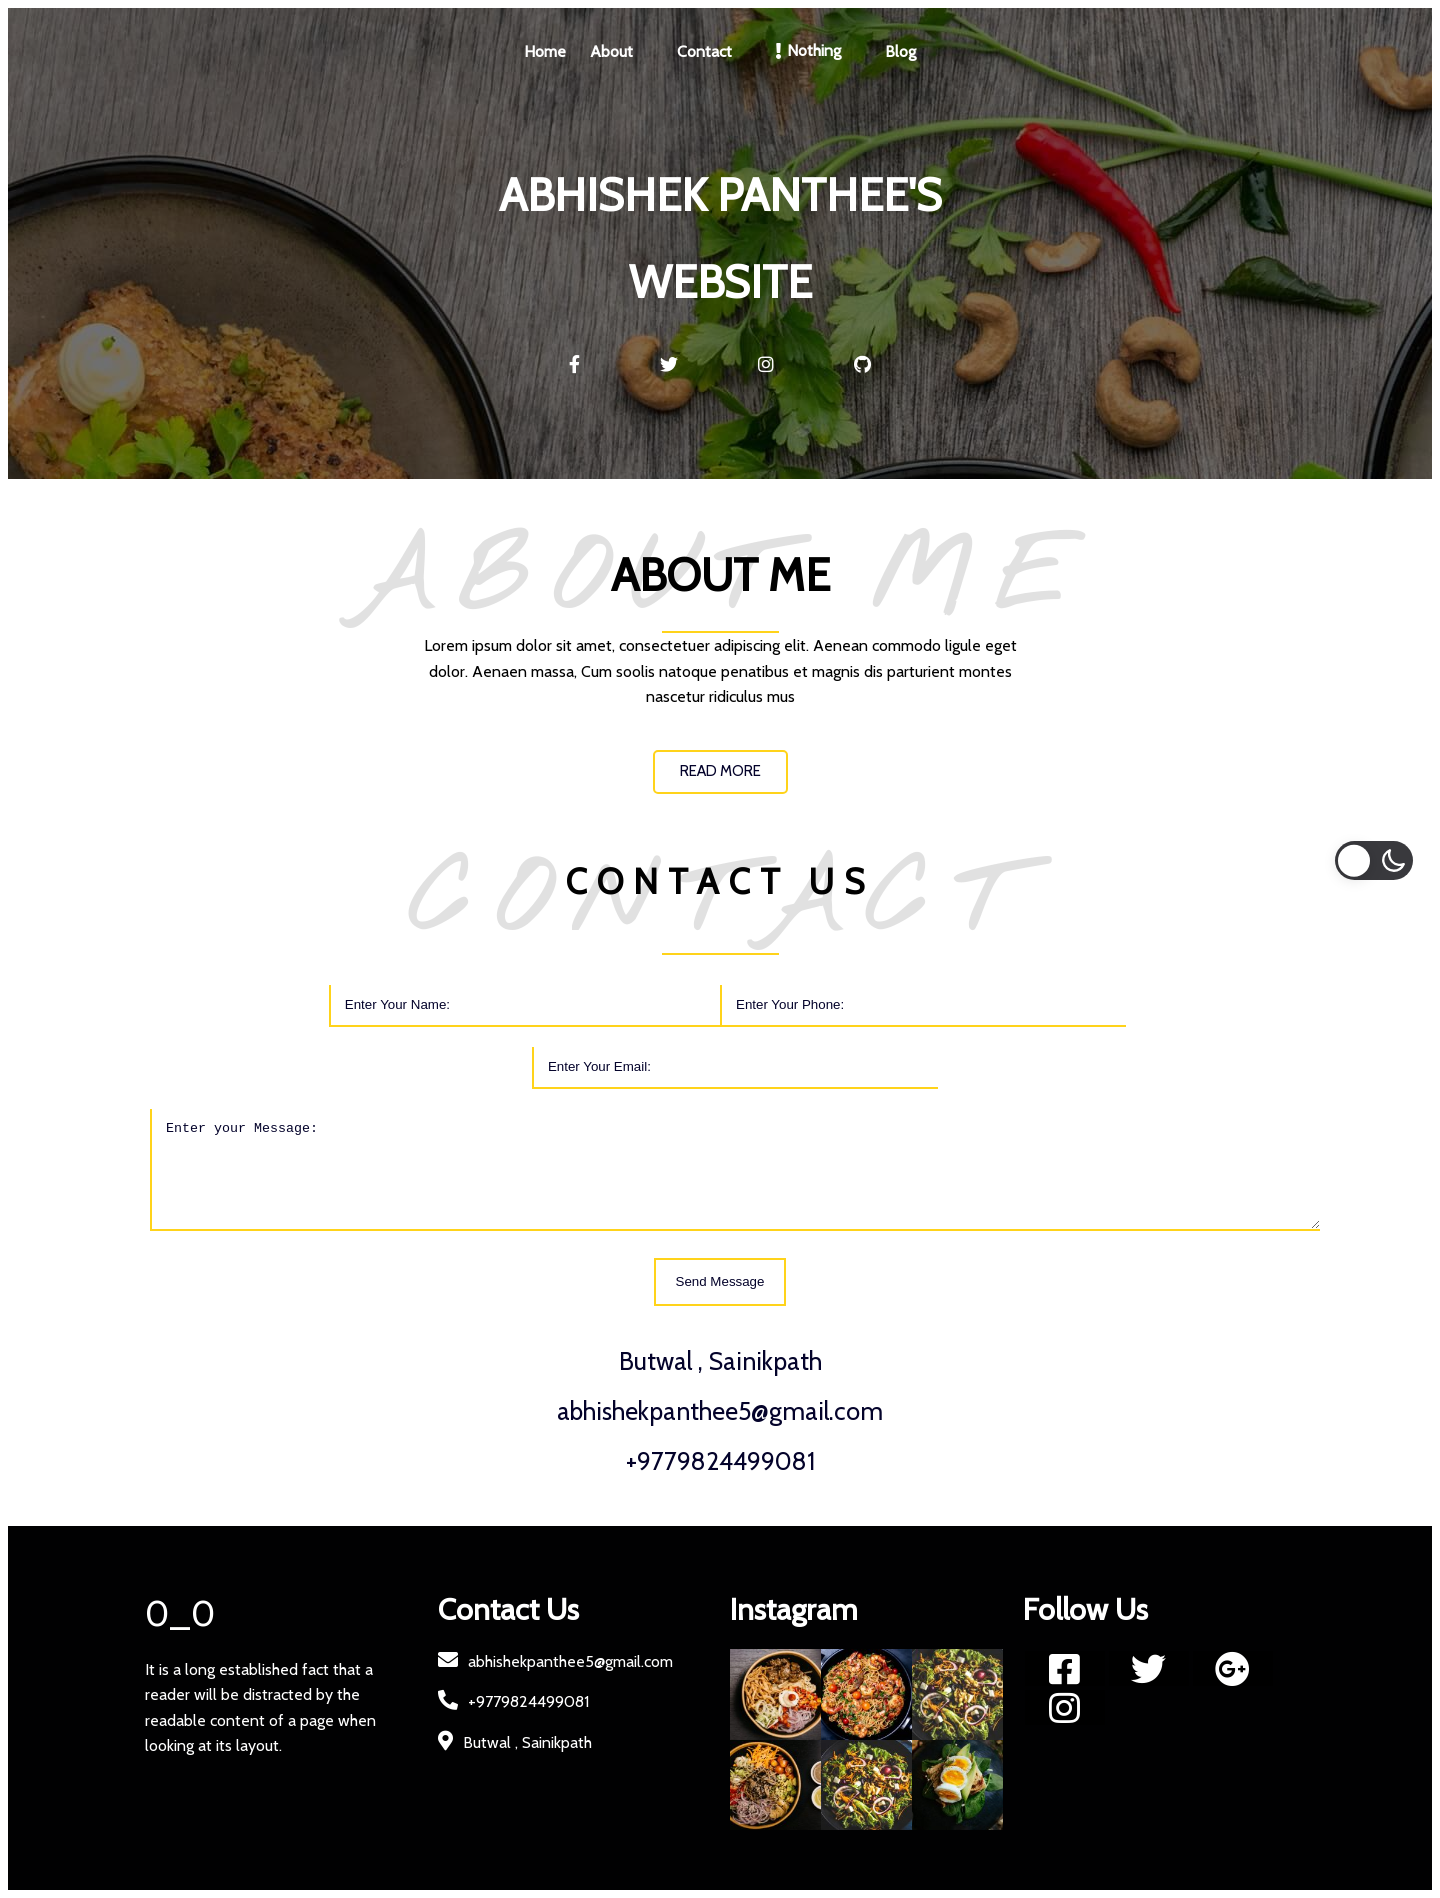 Home About Contact Nothing Blog
ABHISHEK PANTHEE'S
WEBSITE
ABOUT ME
ABOUT ME
Lorem ipsum dolor sit amet, consectetuer adipiscing elit. Aenean commodo ligule eget
dolor. Aenaen massa, Cum soolis natoque penatibus et magnis dis parturient montes
nascetur ridiculus mus
READ MORE
CONTACT
CONTACT US
Enter Your Name: Enter Your Phone:
Enter Your Email:
Enter your Message:
Send Message
Butwal , Sainikpath
abhishekpanthee5@gmail.com
+9779824499081
0_0
It is a long established fact that a
reader will be distracted by the
readable content of a page when
looking at its layout.
Contact Us
abhishekpanthee5@gmail.com
+9779824499081
Butwal , Sainikpath
Instagram
Follow Us